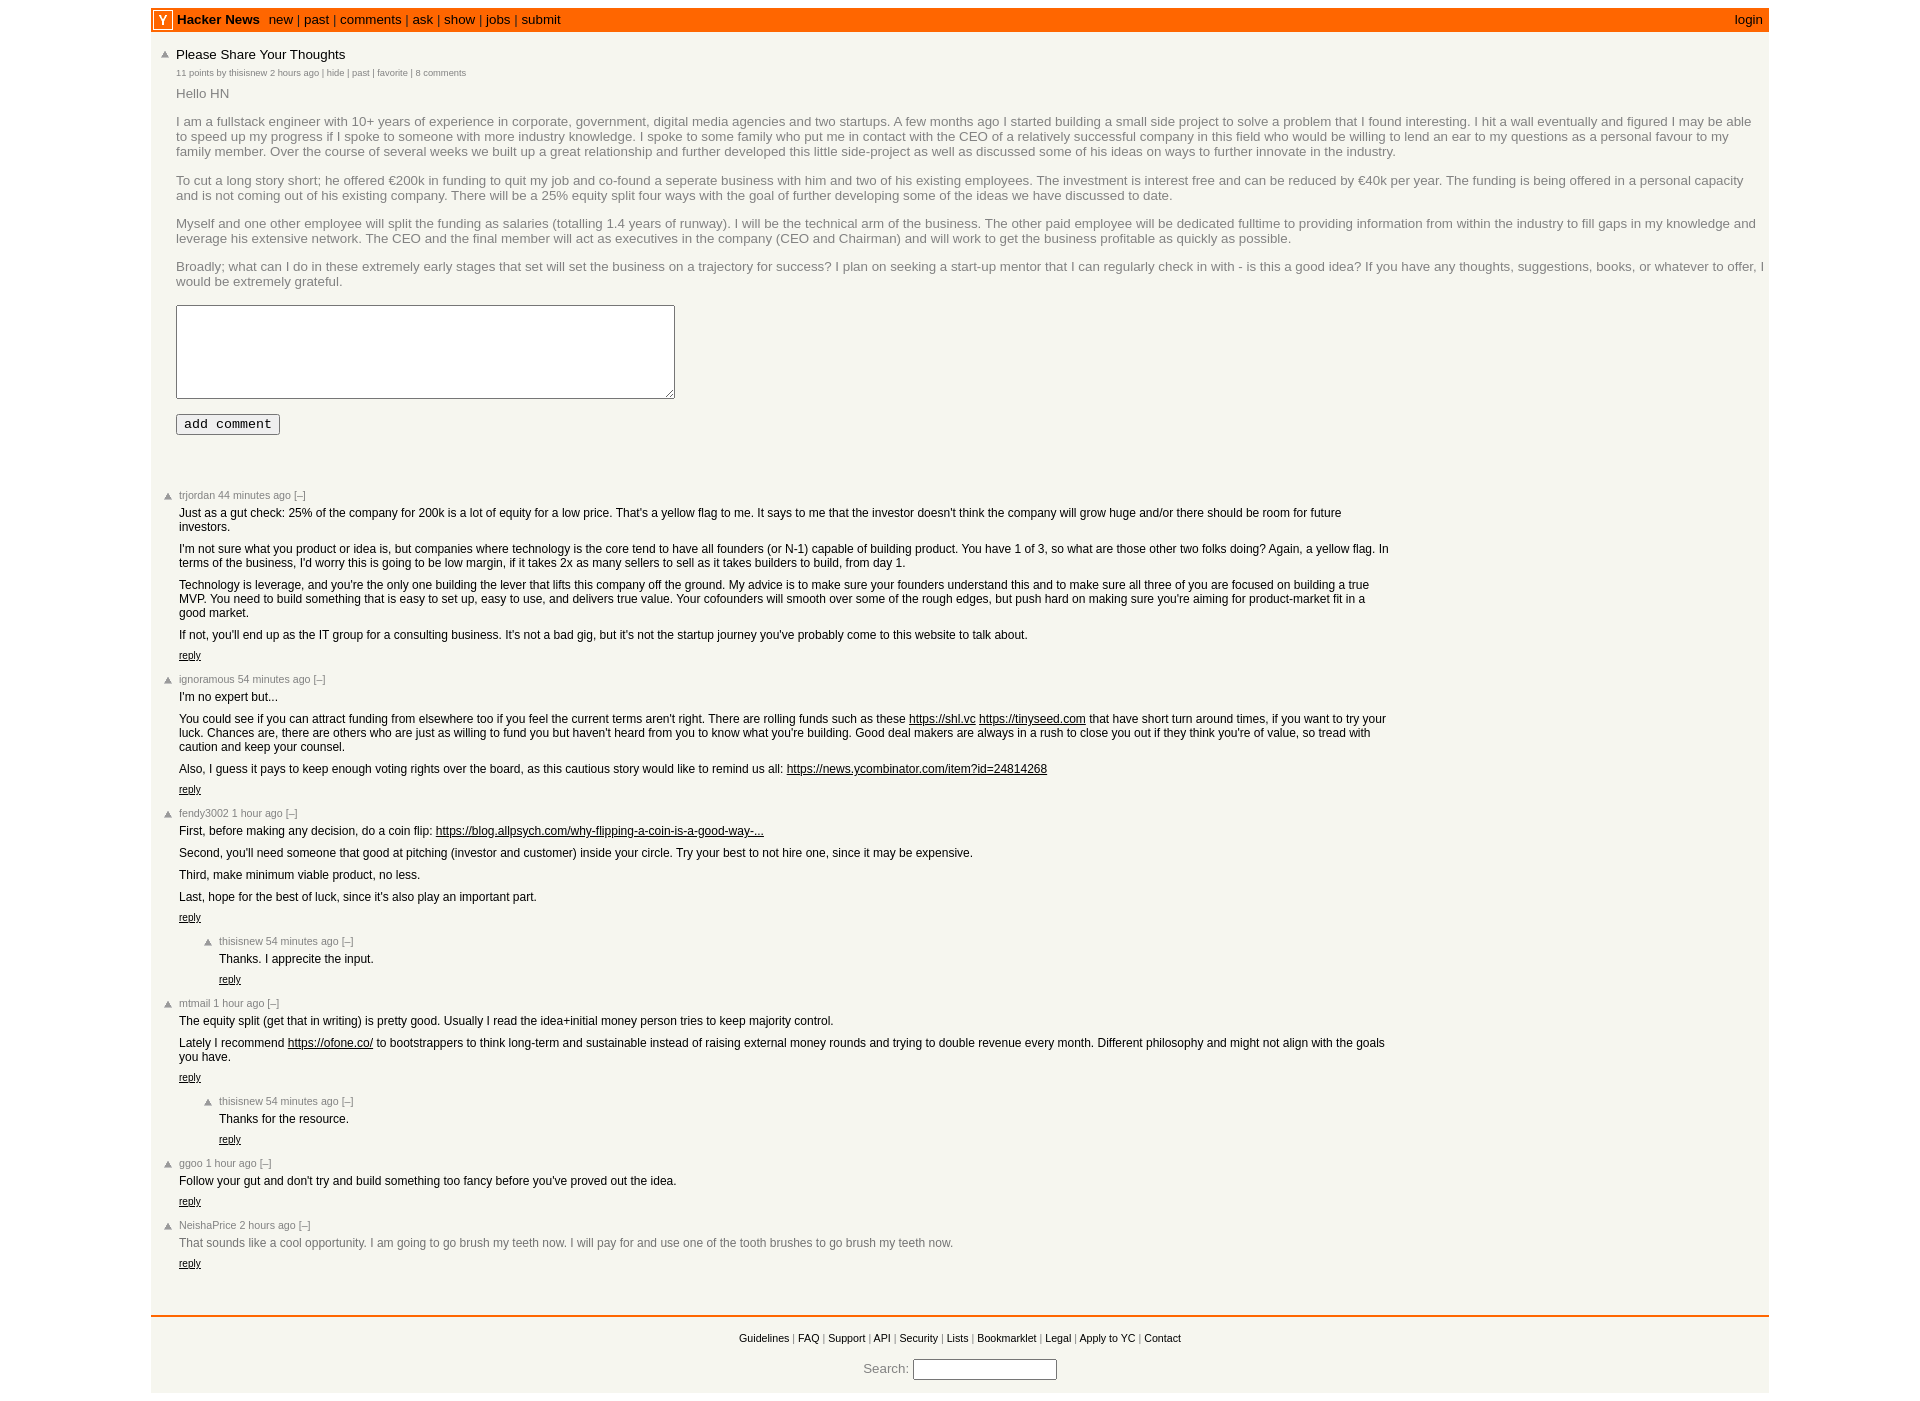 Y Hacker News new | past | comments | ask | show | jobs | submit login
Please Share Your Thoughts
11 points by thisisnew 2 hours ago | hide | past | favorite | 8 comments
Hello HN
I am a fullstack engineer with 10+ years of experience in corporate, government, digital media agencies and two startups. A few months ago I started building a small side project to solve a problem that I found interesting. I hit a wall eventually and figured I may be able
to speed up my progress if I spoke to someone with more industry knowledge. I spoke to some family who put me in contact with the CEO of a relatively successful company in this field who would be willing to lend an ear to my questions as a personal favour to my
family member. Over the course of several weeks we built up a great relationship and further developed this little side-project as well as discussed some of his ideas on ways to further innovate in the industry.
To cut a long story short; he offered €200k in funding to quit my job and co-found a seperate business with him and two of his existing employees. The investment is interest free and can be reduced by €40k per year. The funding is being offered in a personal capacity
and is not coming out of his existing company. There will be a 25% equity split four ways with the goal of further developing some of the ideas we have discussed to date.
Myself and one other employee will split the funding as salaries (totalling 1.4 years of runway). I will be the technical arm of the business. The other paid employee will be dedicated fulltime to providing information from within the industry to fill gaps in my knowledge and
leverage his extensive network. The CEO and the final member will act as executives in the company (CEO and Chairman) and will work to get the business profitable as quickly as possible.
Broadly; what can I do in these extremely early stages that set will set the business on a trajectory for success? I plan on seeking a start-up mentor that I can regularly check in with - is this a good idea? If you have any thoughts, suggestions, books, or whatever to offer, I
would be extremely grateful.
add comment
trjordan 44 minutes ago [–]
Just as a gut check: 25% of the company for 200k is a lot of equity for a low price. That's a yellow flag to me. It says to me that the investor doesn't think the company will grow huge and/or there should be room for future
investors.
I'm not sure what you product or idea is, but companies where technology is the core tend to have all founders (or N-1) capable of building product. You have 1 of 3, so what are those other two folks doing? Again, a yellow flag. In
terms of the business, I'd worry this is going to be low margin, if it takes 2x as many sellers to sell as it takes builders to build, from day 1.
Technology is leverage, and you're the only one building the lever that lifts this company off the ground. My advice is to make sure your founders understand this and to make sure all three of you are focused on building a true
MVP. You need to build something that is easy to set up, easy to use, and delivers true value. Your cofounders will smooth over some of the rough edges, but push hard on making sure you're aiming for product-market fit in a
good market.
If not, you'll end up as the IT group for a consulting business. It's not a bad gig, but it's not the startup journey you've probably come to this website to talk about.
reply
ignoramous 54 minutes ago [–]
I'm no expert but...
You could see if you can attract funding from elsewhere too if you feel the current terms aren't right. There are rolling funds such as these https://shl.vc https://tinyseed.com that have short turn around times, if you want to try your
luck. Chances are, there are others who are just as willing to fund you but haven't heard from you to know what you're building. Good deal makers are always in a rush to close you out if they think you're of value, so tread with
caution and keep your counsel.
Also, I guess it pays to keep enough voting rights over the board, as this cautious story would like to remind us all: https://news.ycombinator.com/item?id=24814268
reply
fendy3002 1 hour ago [–]
First, before making any decision, do a coin flip: https://blog.allpsych.com/why-flipping-a-coin-is-a-good-way-...
Second, you'll need someone that good at pitching (investor and customer) inside your circle. Try your best to not hire one, since it may be expensive.
Third, make minimum viable product, no less.
Last, hope for the best of luck, since it's also play an important part.
reply
thisisnew 54 minutes ago [–]
Thanks. I apprecite the input.
reply
mtmail 1 hour ago [–]
The equity split (get that in writing) is pretty good. Usually I read the idea+initial money person tries to keep majority control.
Lately I recommend https://ofone.co/ to bootstrappers to think long-term and sustainable instead of raising external money rounds and trying to double revenue every month. Different philosophy and might not align with the goals
you have.
reply
thisisnew 54 minutes ago [–]
Thanks for the resource.
reply
ggoo 1 hour ago [–]
Follow your gut and don't try and build something too fancy before you've proved out the idea.
reply
NeishaPrice 2 hours ago [–]
That sounds like a cool opportunity. I am going to go brush my teeth now. I will pay for and use one of the tooth brushes to go brush my teeth now.
reply
Guidelines | FAQ | Support | API | Security | Lists | Bookmarklet | Legal | Apply to YC | Contact
Search: